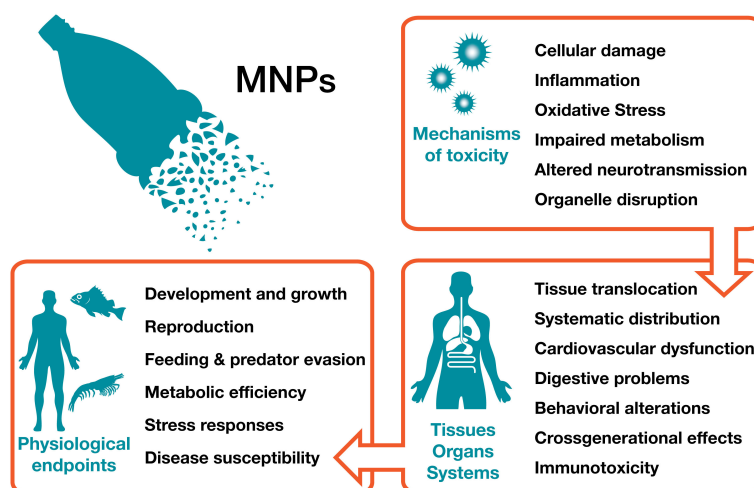 MNPs
Mechanisms
of toxicity
Cellular damage
Inflammation
Oxidative Stress
Impaired metabolism
Altered neurotransmission
Organelle disruption
Tissues
Organs
Systems
Tissue translocation
Systematic distribution
Cardiovascular dysfunction
Digestive problems
Behavioral alterations
Crossgenerational effects
Immunotoxicity
Physiological
endpoints
Development and growth
Reproduction
Feeding & predator evasion
Metabolic efficiency
Stress responses
Disease susceptibility